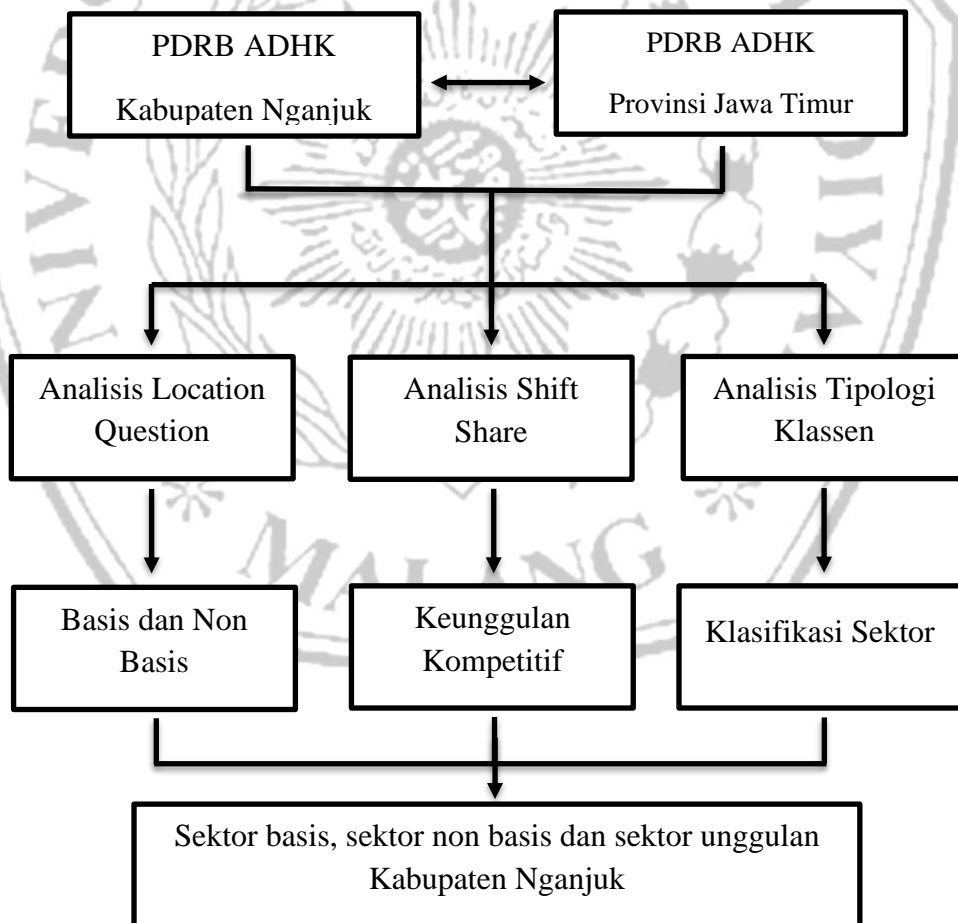 PDRB ADHK
Kabupaten Nganjuk
PDRB ADHK
Provinsi Jawa Timur
Analisis Location
Question
Analisis Shift
Share
Analisis Tipologi
Klassen
Basis dan Non
Basis
Keunggulan
Kompetitif
Klasifikasi Sektor
Sektor basis, sektor non basis dan sektor unggulan
Kabupaten Nganjuk
MALANG